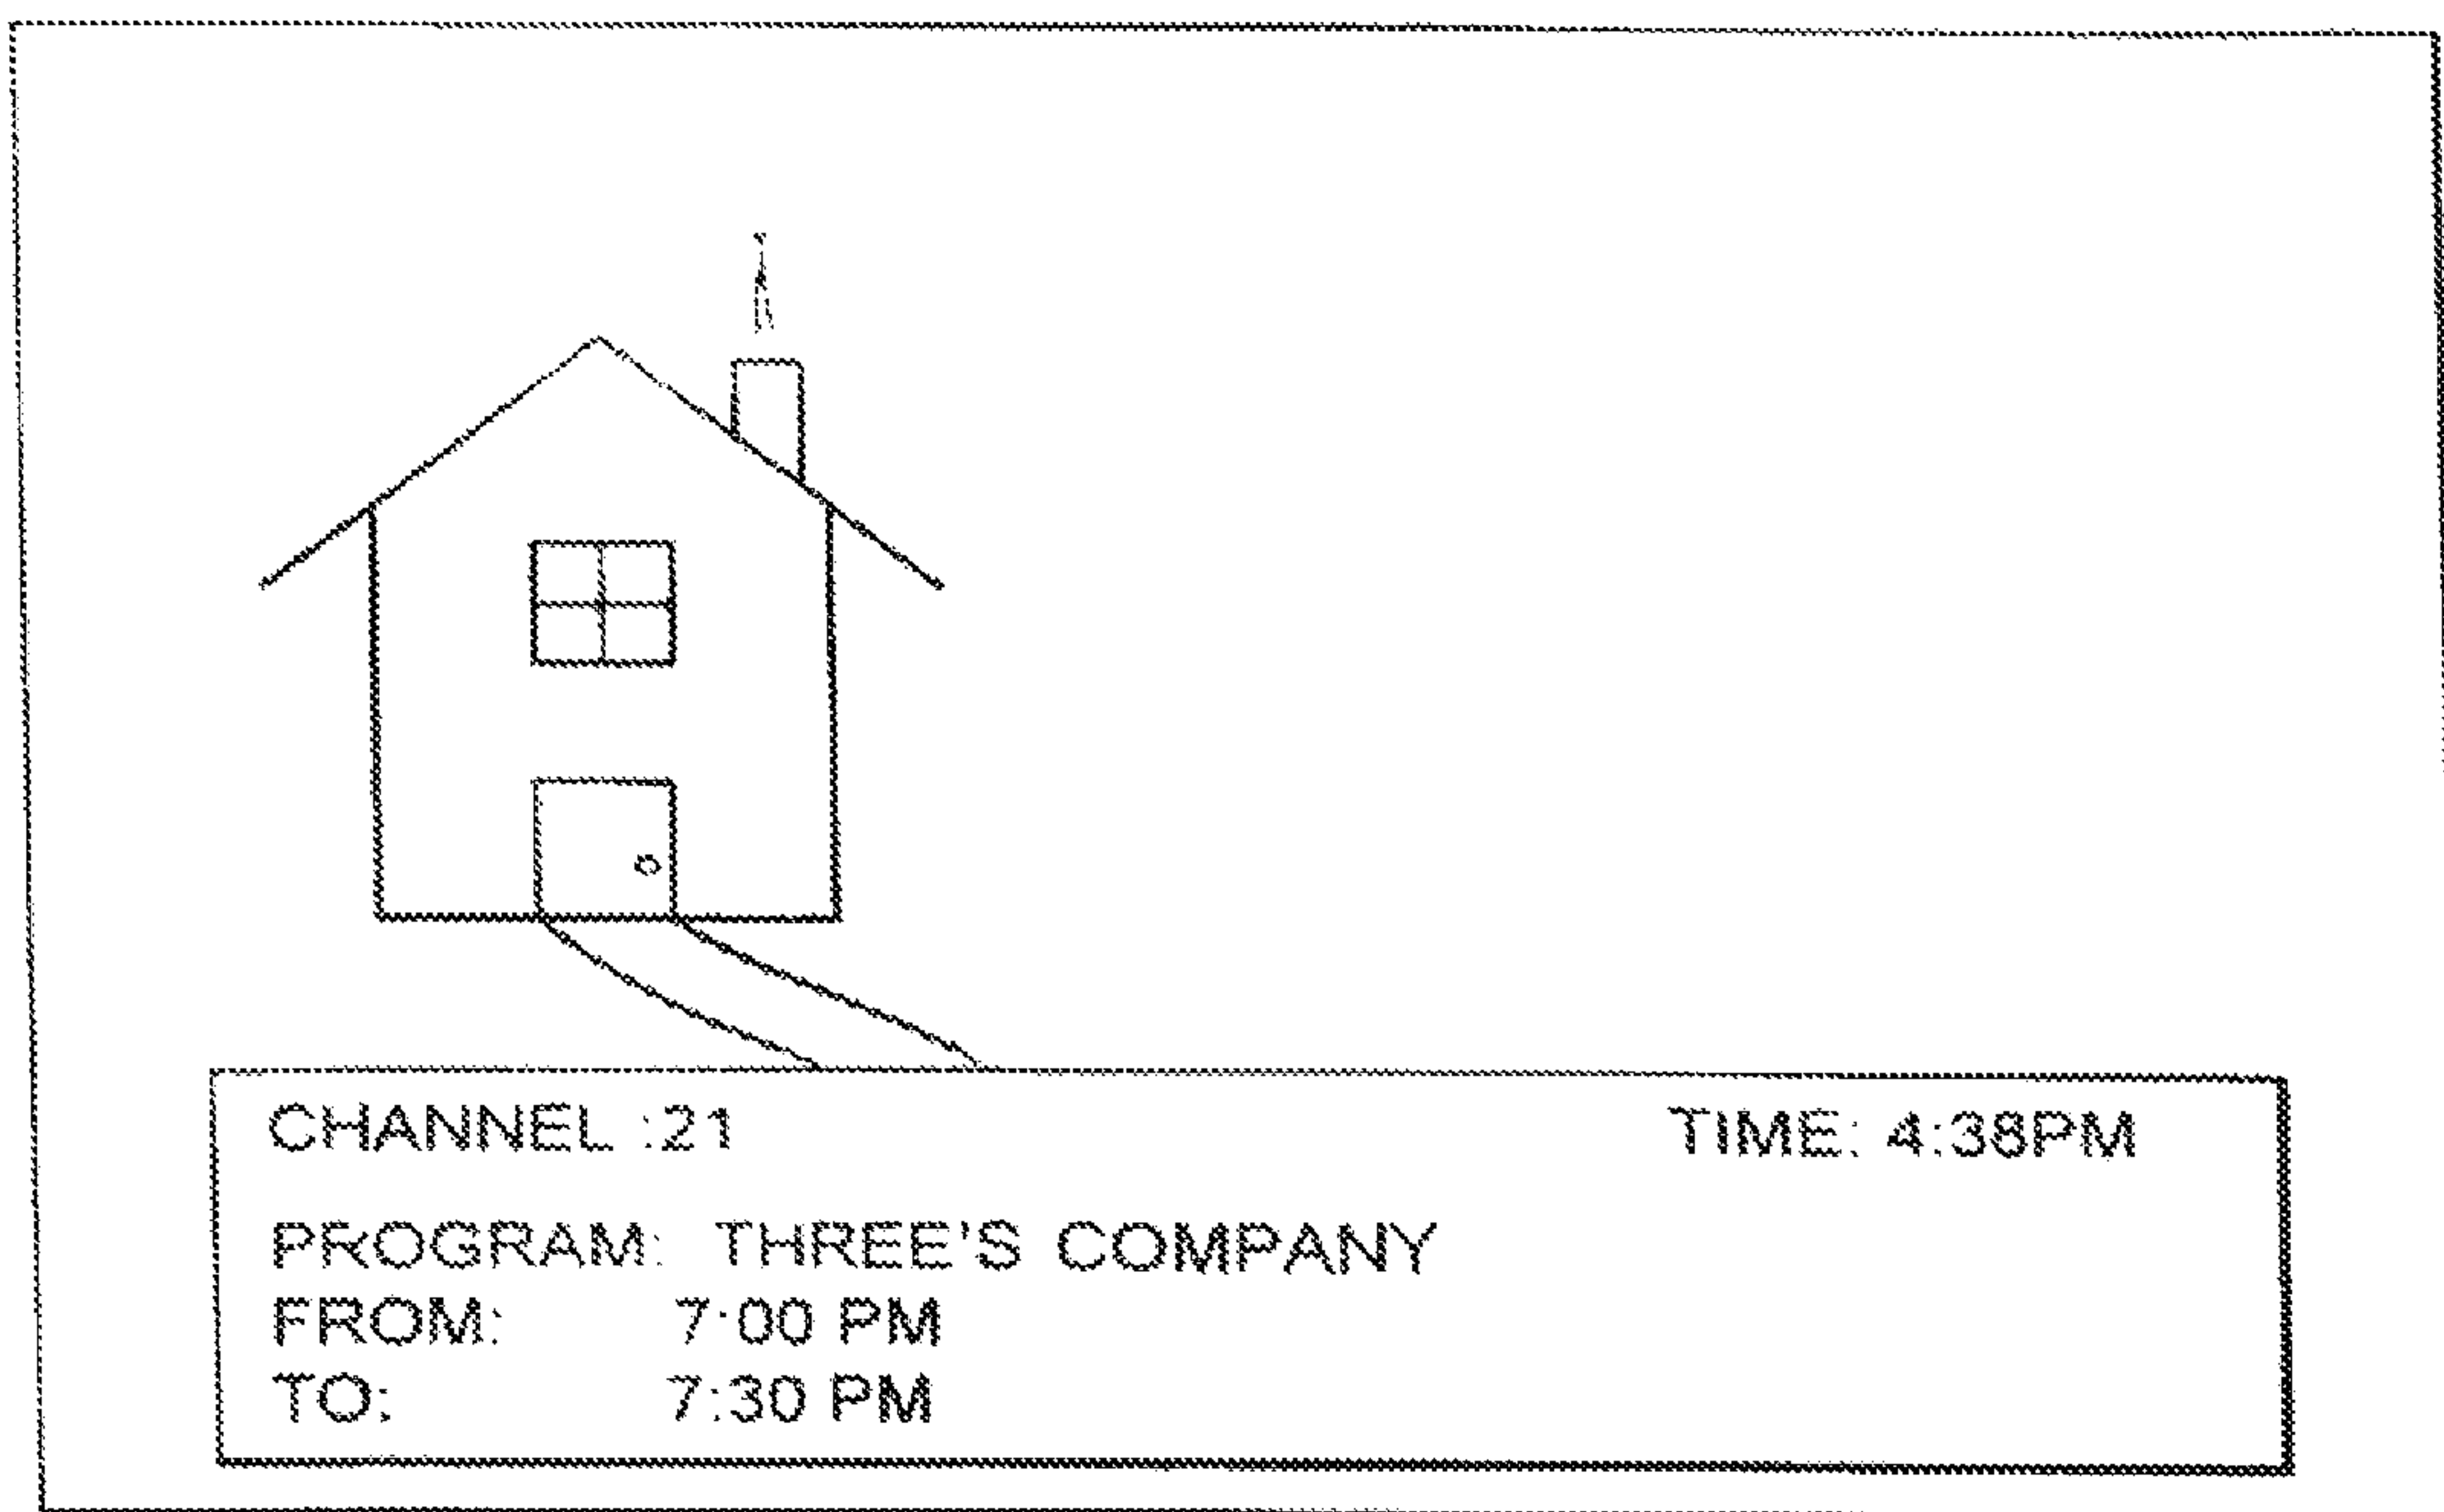 CHANNEL :21 TIME: 4:38PM
PROGRAM: THREE'S COMPANY
FROM: 7:00 PM
TO: 7:30 PM